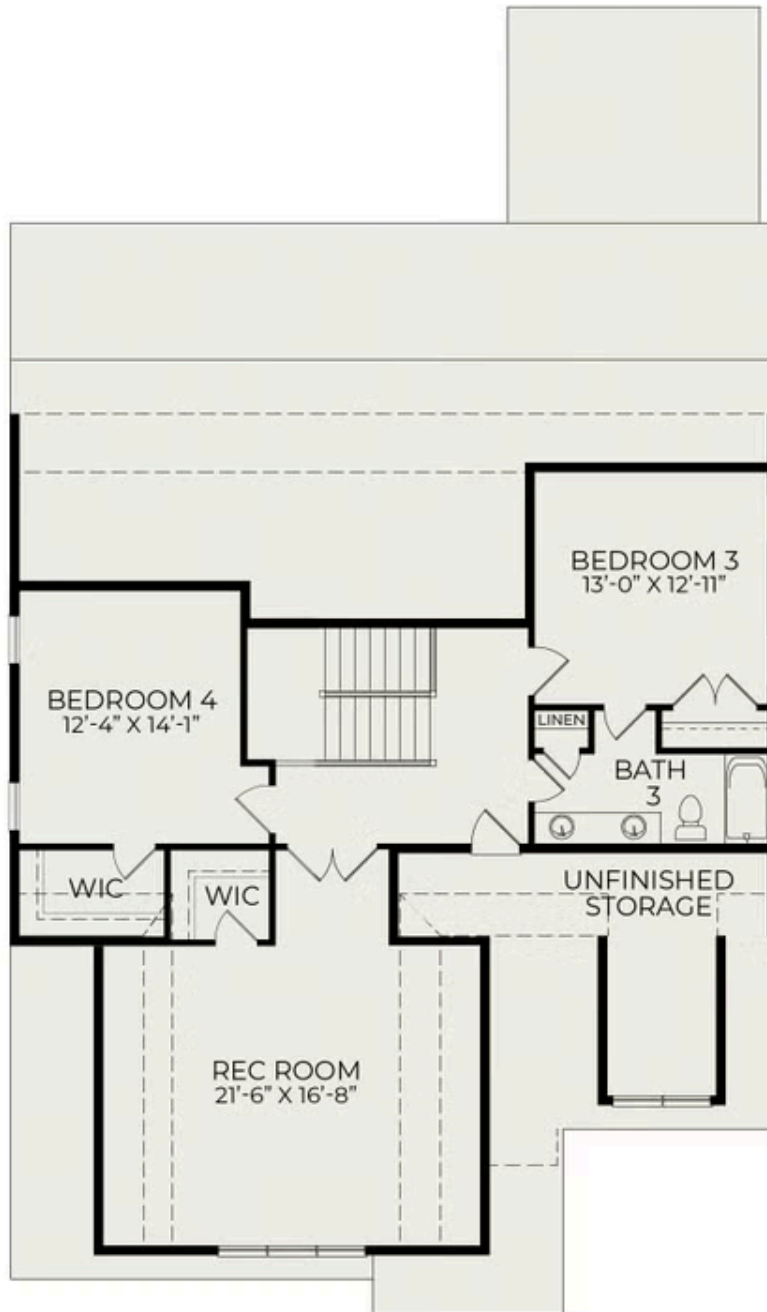 BEDROOM 3
13'-0” X 12'-11”
BEDROOM 4
12'-4” X 14'-1”
LINEN
BATH
3
WIC
WIC
UNFINISHED
STORAGE
REC ROOM
21'-6” X 16'-8”